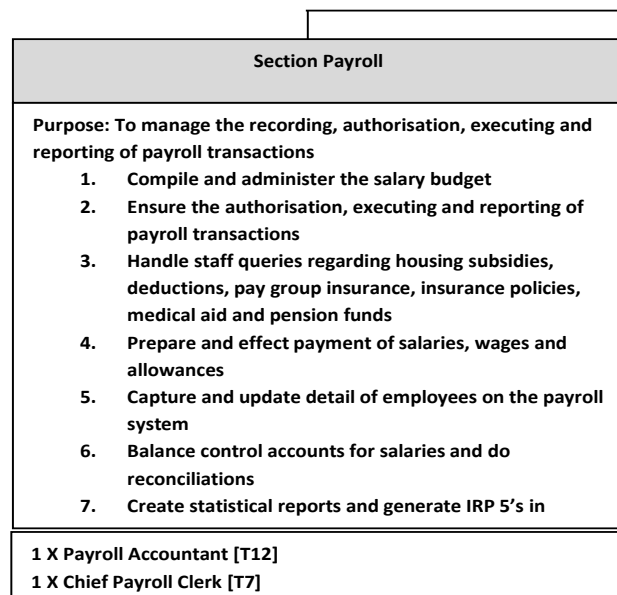 Section Payroll
Purpose: To manage the recording, authorisation, executing and
reporting of payroll transactions
1. Compile and administer the salary budget
2. Ensure the authorisation, executing and reporting of
payroll transactions
3. Handle staff queries regarding housing subsidies,
deductions, pay group insurance, insurance policies,
medical aid and pension funds
4. Prepare and effect payment of salaries, wages and
allowances
5. Capture and update detail of employees on the payroll
system
6. Balance control accounts for salaries and do
reconciliations
7. Create statistical reports and generate IRP 5’s in
1 X Payroll Accountant [T12]
1 X Chief Payroll Clerk [T7]